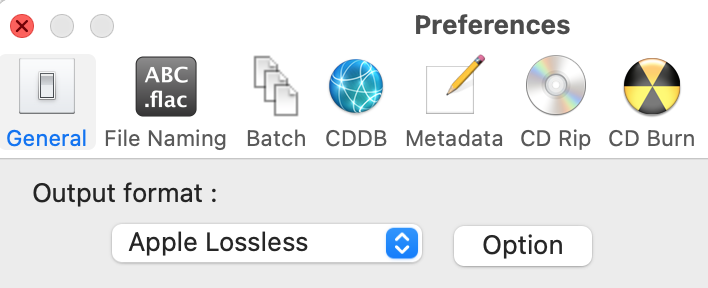 Preferences
ABC
.flac
General File Naming Batch CDDB Metadata CD Rip CD Burn
Output format :
Apple Lossless Option